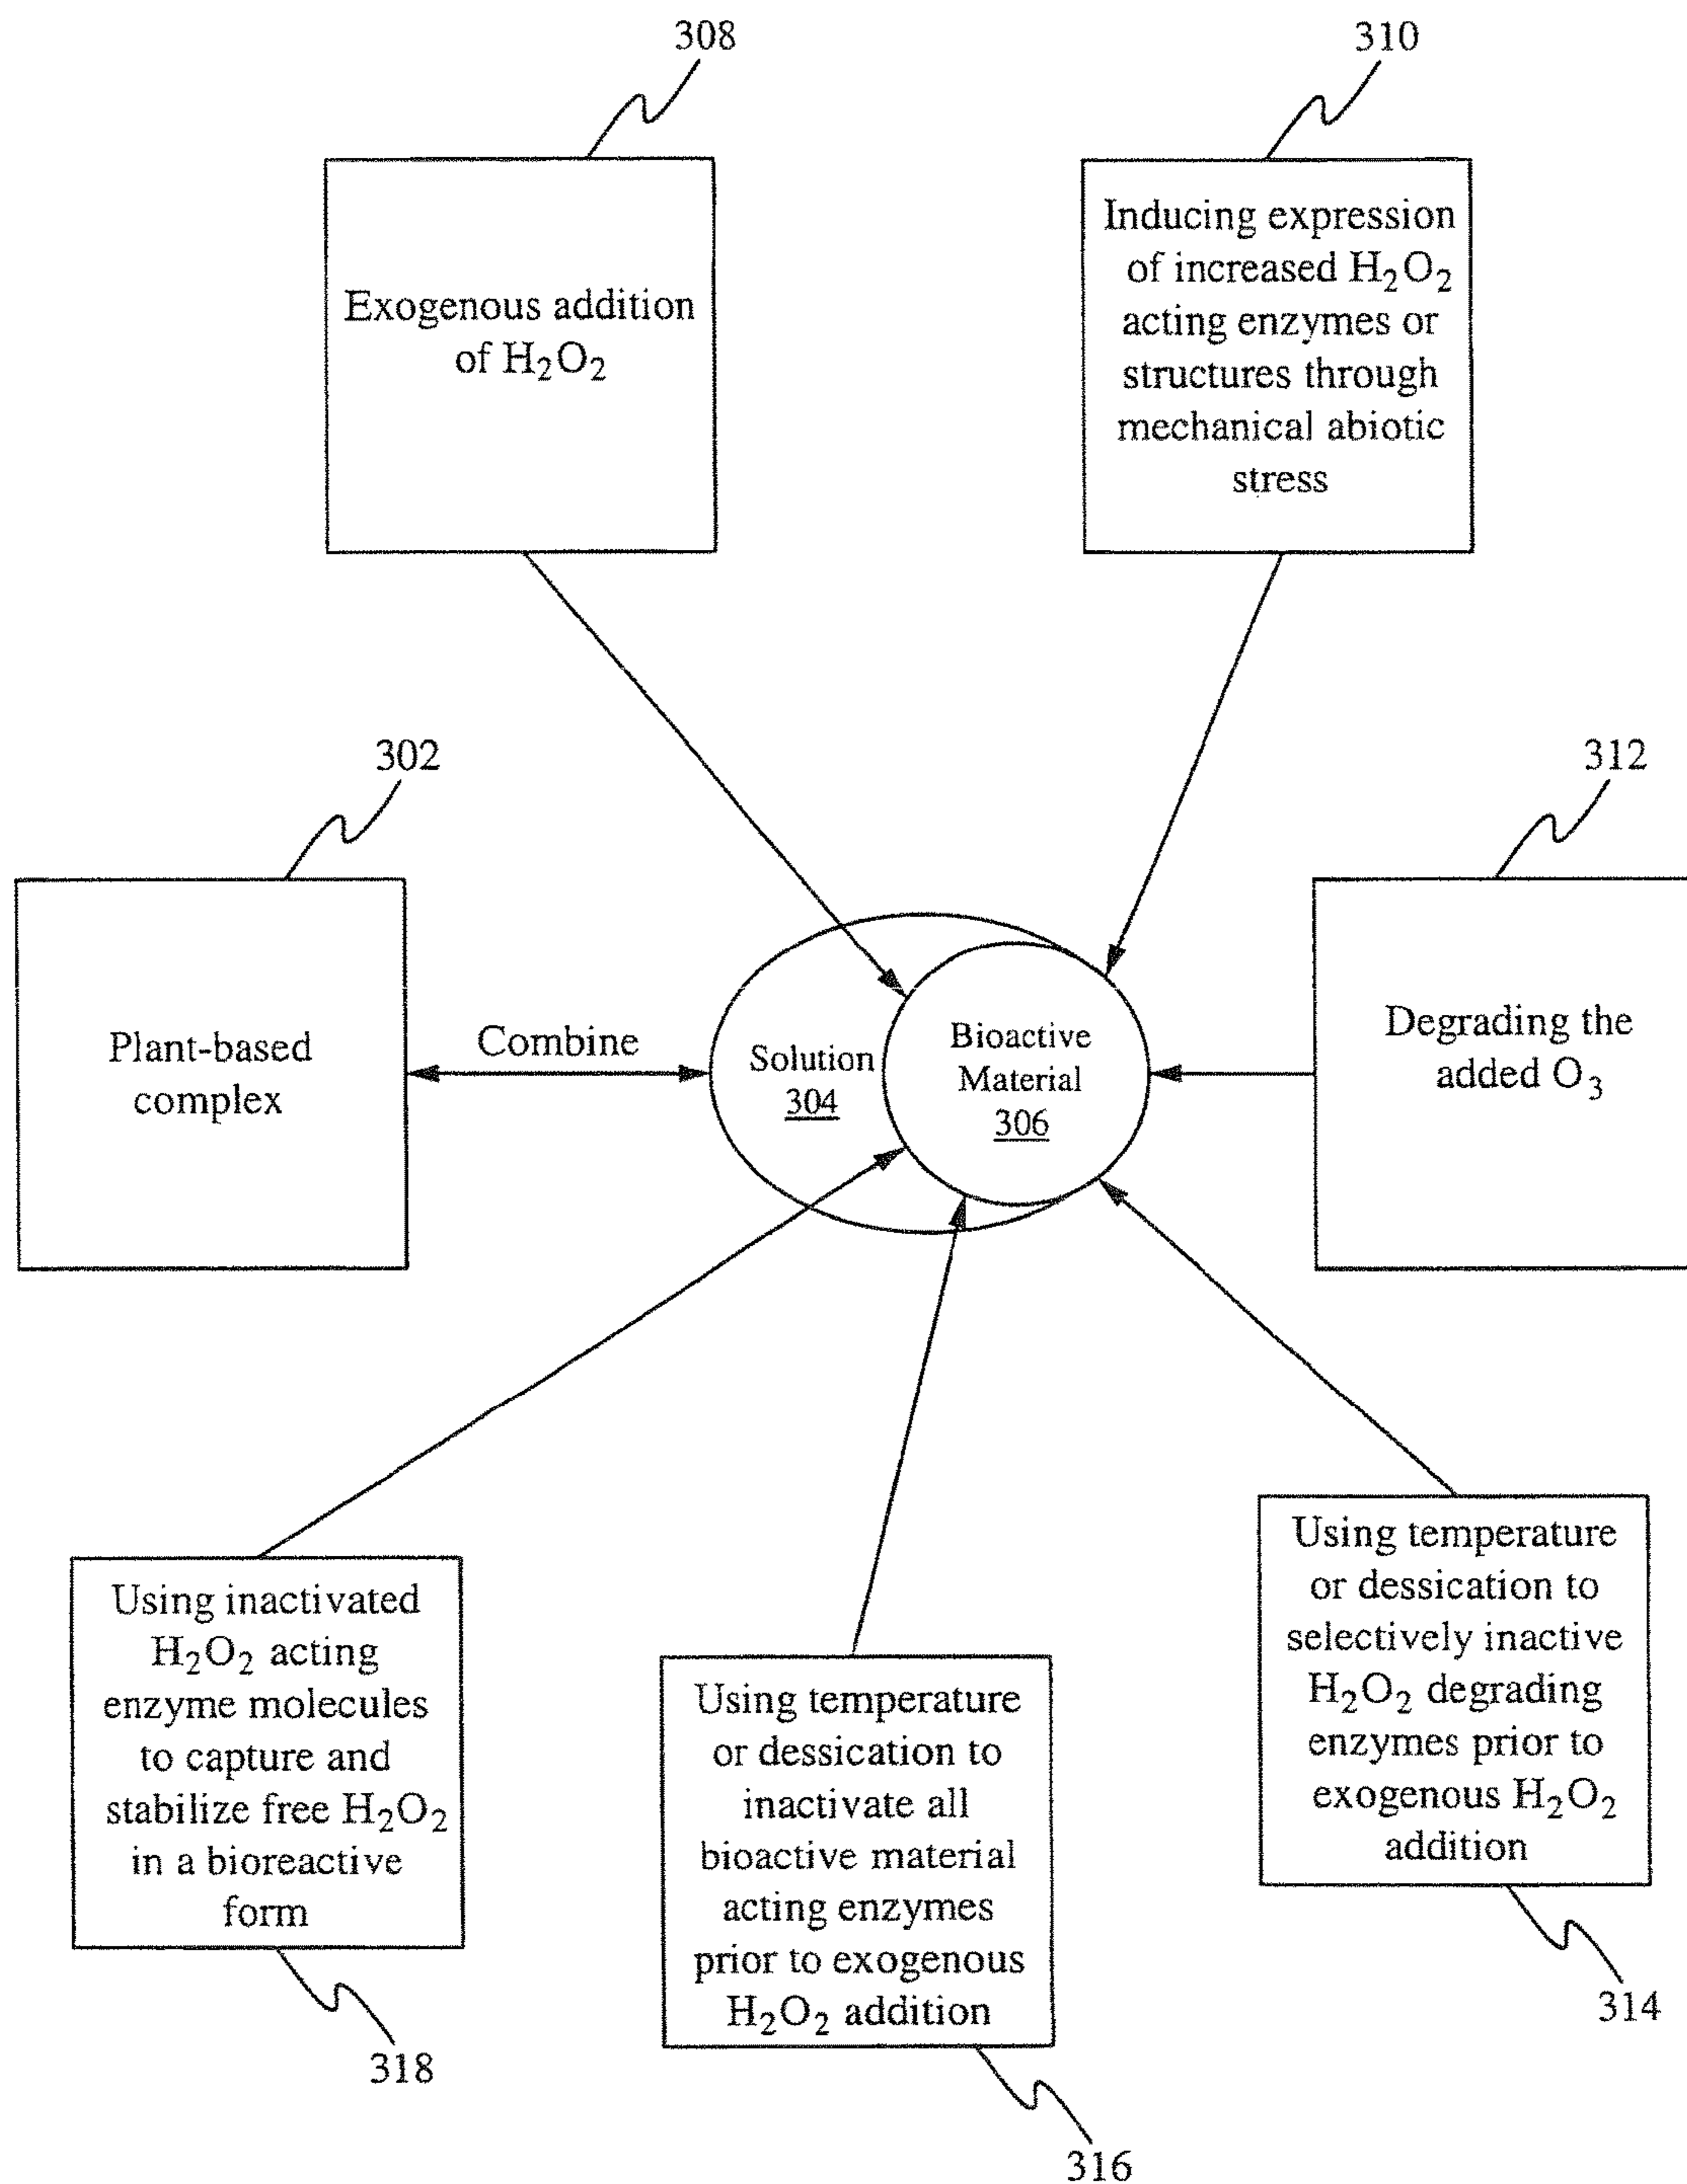 308
310
Exogenous addition
of H₂O₂
Inducing expression
of increased H₂O₂
acting enzymes or
structures through
mechanical abiotic
stress
302
312
Plant-based
complex
Combine
Solution
304
Bioactive
Material
306
Degrading the
added O₃
Using inactivated
H₂O₂ acting
enzyme molecules
to capture and
stabilize free H₂O₂
in a bioreactive
form
318
Using temperature
or dessication to
inactivate all
bioactive material
acting enzymes
prior to exogenous
H₂O₂ addition
316
Using temperature
or dessication to
selectively inactive
H₂O₂ degrading
enzymes prior to
exogenous H₂O₂
addition
314